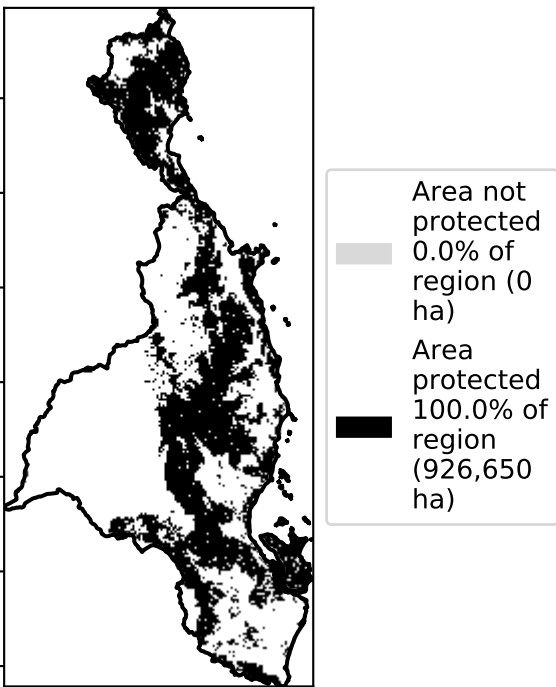 Area not
protected
0.0% of
region (0
ha)
Area
protected
100.0% of
region
(926,650
ha)